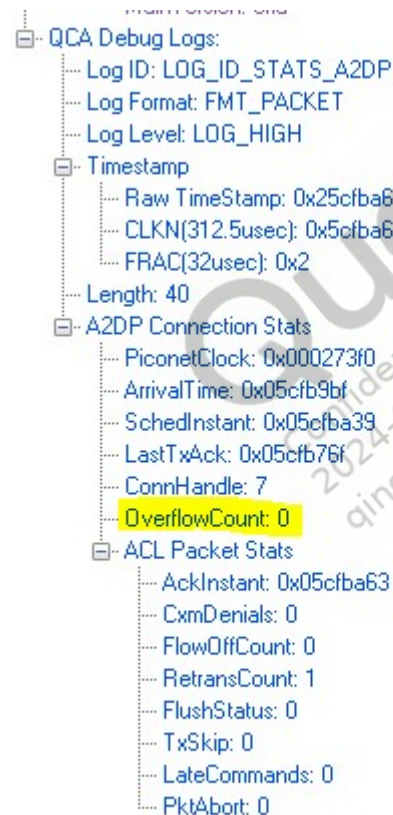 QCA Debug Logs:
Log ID: LOG_ID_STATS_A2DP
Log Format: FMT_PACKET
Log Level: LOG_HIGH
Timestamp
Raw TimeStamp: 0x25cfba6
CLKN(312.5usec): 0x5cfba6
FRAC(32usec): 0x2
Length: 40
A2DP Connection Stats
PiconetClock: 0x000273f0
ArrivalTime: 0x05cfb9bf
SchedInstant: 0x05cfba39
LastTxAck: 0x05cfb76f
ConnHandle: 7
OverflowCount: 0
ACL Packet Stats
AckInstant: 0x05cfba63
CxmDenials: 0
FlowOffCount: 0
RetransCount: 1
FlushStatus: 0
TxSkip: 0
LateCommands: 0
PktAbort: 0